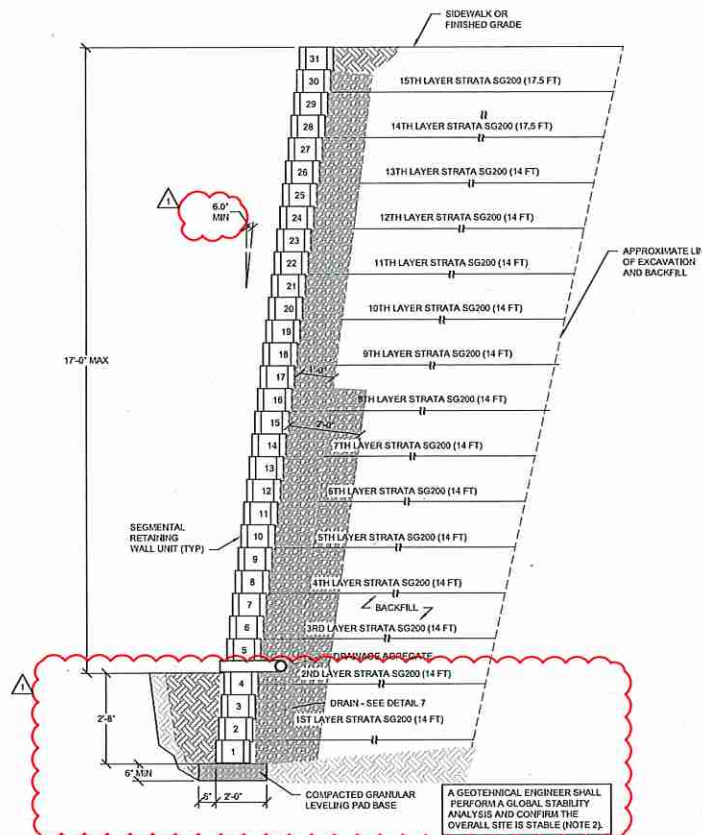 SIDEWALK OR
FINISHED GRADE
31
30
15TH LAYER STRATA SG200 (17.5 FT)
29
28
14TH LAYER STRATA SG200 (17.5 FT)
27
26
13TH LAYER STRATA SG200 (14 FT)
25
1
6.0°
MIN
24
12TH LAYER STRATA SG200 (14 FT)
23
22
11TH LAYER STRATA SG200 (14 FT)
APPROXIMATE LI
OF EXCAVATION
AND BACKFILL
21
20
10TH LAYER STRATA SG200 (14 FT)
19
18
9TH LAYER STRATA SG200 (14 FT)
17'-0" MAX
17
1'-0"
16
8TH LAYER STRATA SG200 (14 FT)
15
2'-0"
14
7TH LAYER STRATA SG200 (14 FT)
13
12
6TH LAYER STRATA SG200 (14 FT)
11
SEGMENTAL
RETAINING
WALL UNIT (TYP)
10
5TH LAYER STRATA SG200 (14 FT)
9
8
4TH LAYER STRATA SG200 (14 FT)
7
BACKFILL
6
3RD LAYER STRATA SG200 (14 FT)
5
DRAINAGE AGREGATE
1
4
2ND LAYER STRATA SG200 (14 FT)
2'-8"
3
DRAIN - SEE DETAIL 7
2
1ST LAYER STRATA SG200 (14 FT)
1
6" MIN
6"
2'-0"
COMPACTED GRANULAR
LEVELING PAD BASE
A GEOTEHNICAL ENGINEER SHALL
PERFORM A GLOBAL STABILITY
ANALYSIS AND CONFIRM THE
OVERALL SITE IS STABLE (NOTE 2).